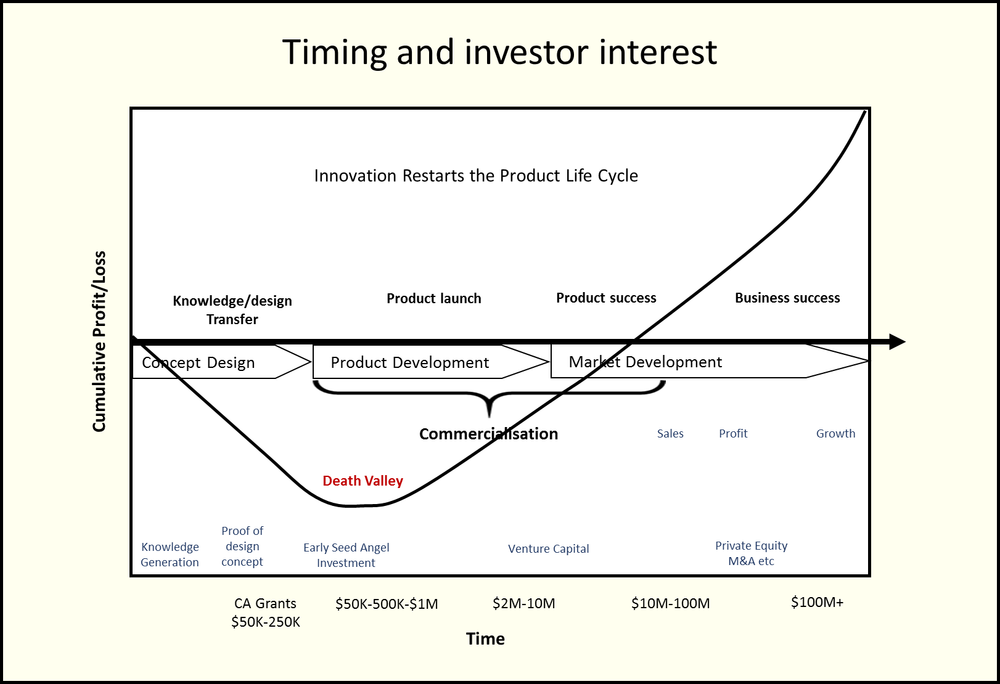 Timing and investor interest
Innovation Restarts the Product Life Cycle
Cumulative Profit/Loss
Knowledge/design
Transfer
Product launch
Product success
Business success
Concept Design
Product Development
Market Development
Commercialisation
Sales
Profit
Growth
Death Valley
Knowledge
Generation
Proof of
design
concept
Early Seed Angel
Investment
Venture Capital
Private Equity
M&A etc
CA Grants
$50K-250K
$50K-500K-$1M
$2M-10M
$10M-100M
$100M+
Time